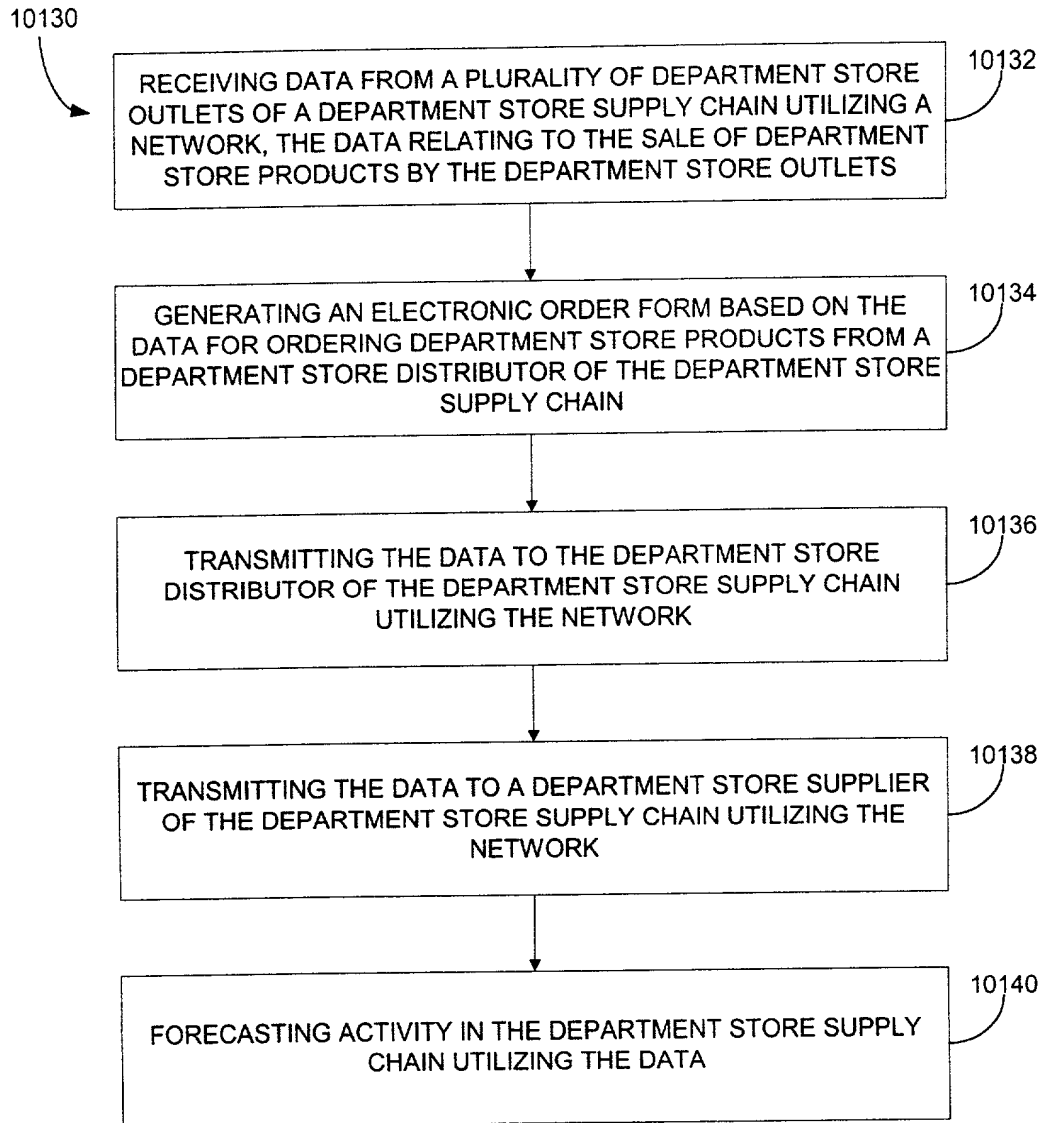 10130
RECEIVING DATA FROM A PLURALITY OF DEPARTMENT STORE
OUTLETS OF A DEPARTMENT STORE SUPPLY CHAIN UTILIZING A
NETWORK, THE DATA RELATING TO THE SALE OF DEPARTMENT
STORE PRODUCTS BY THE DEPARTMENT STORE OUTLETS
10132
GENERATING AN ELECTRONIC ORDER FORM BASED ON THE
DATA FOR ORDERING DEPARTMENT STORE PRODUCTS FROM A
DEPARTMENT STORE DISTRIBUTOR OF THE DEPARTMENT STORE
SUPPLY CHAIN
10134
TRANSMITTING THE DATA TO THE DEPARTMENT STORE
DISTRIBUTOR OF THE DEPARTMENT STORE SUPPLY CHAIN
UTILIZING THE NETWORK
10136
TRANSMITTING THE DATA TO A DEPARTMENT STORE SUPPLIER
OF THE DEPARTMENT STORE SUPPLY CHAIN UTILIZING THE
NETWORK
10138
FORECASTING ACTIVITY IN THE DEPARTMENT STORE SUPPLY
CHAIN UTILIZING THE DATA
10140